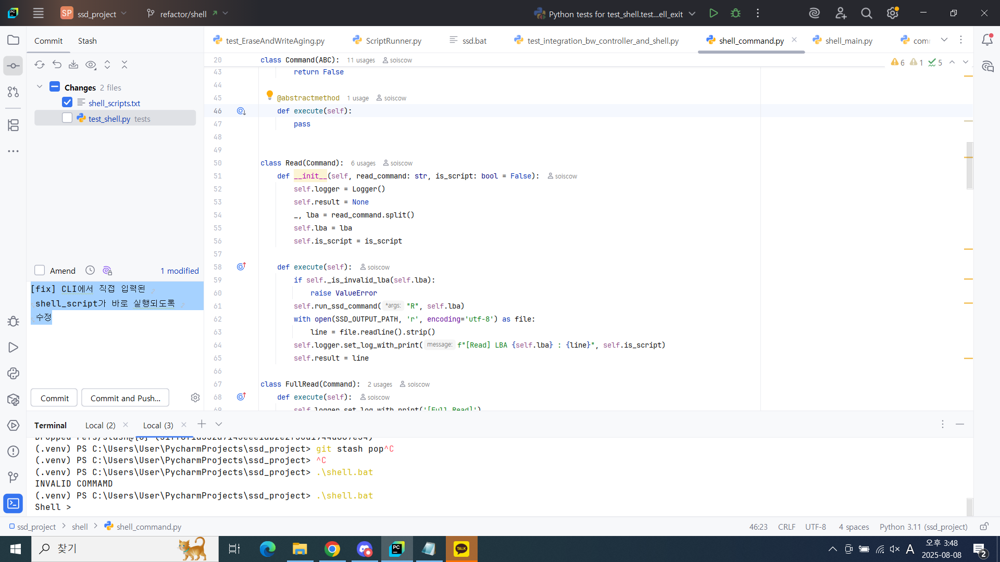 PC
SP ssd_project
refactor/shell
Python tests for test_shell.test...ell_exit
Commit Stash
Changes 2 files
shell_scripts.txt
test_shell.py tests
Amend 1 modified
[fix] CLI에서 직접 입력된
shell_script가 바로 실행되도록
수정
Commit Commit and Push...
test_EraseAndWriteAging.py ScriptRunner.py ssd.bat test_integration_bw_controller_and_shell.py shell_command.py shell_main.py
20 class Command(ABC): 11 usages soiscow
6 1 5
43 return False
44
45 @abstractmethod 1 usage soiscow
46 def execute(self):
47 pass
48
49
50 class Read(Command): 6 usages soiscow
51 def __init__(self, read_command: str, is_script: bool = False): soiscow
52 self.logger = Logger()
53 self.result = None
54 _, lba = read_command.split()
55 self.lba = lba
56 self.is_script = is_script
57
58 def execute(self): soiscow
59 if self._is_invalid_lba(self.lba):
60 raise ValueError
61 self.run_ssd_command( *args: "R", self.lba)
62 with open(SSD_OUTPUT_PATH, 'r', encoding='utf-8') as file:
63 line = file.readline().strip()
64 self.logger.set_log_with_print( message: f"[Read] LBA {self.lba} : {line}", self.is_script)
65 self.result = line
66
67 class FullRead(Command): 2 usages soiscow
68 def execute(self): soiscow
69 self.logger.set_log_with_print('[Full Read]')
Terminal Local (2) Local (3)
(.venv) PS C:\Users\User\PycharmProjects\ssd_project> git stash pop^C
(.venv) PS C:\Users\User\PycharmProjects\ssd_project> ^C
(.venv) PS C:\Users\User\PycharmProjects\ssd_project> .\shell.bat
INVALID COMMAMD
(.venv) PS C:\Users\User\PycharmProjects\ssd_project> .\shell.bat
Shell >
ssd_project shell shell_command.py
46:23 CRLF UTF-8 4 spaces Python 3.11 (ssd_project)
찾기
PC
TALK
A
오후 3:48
2025-08-08
2